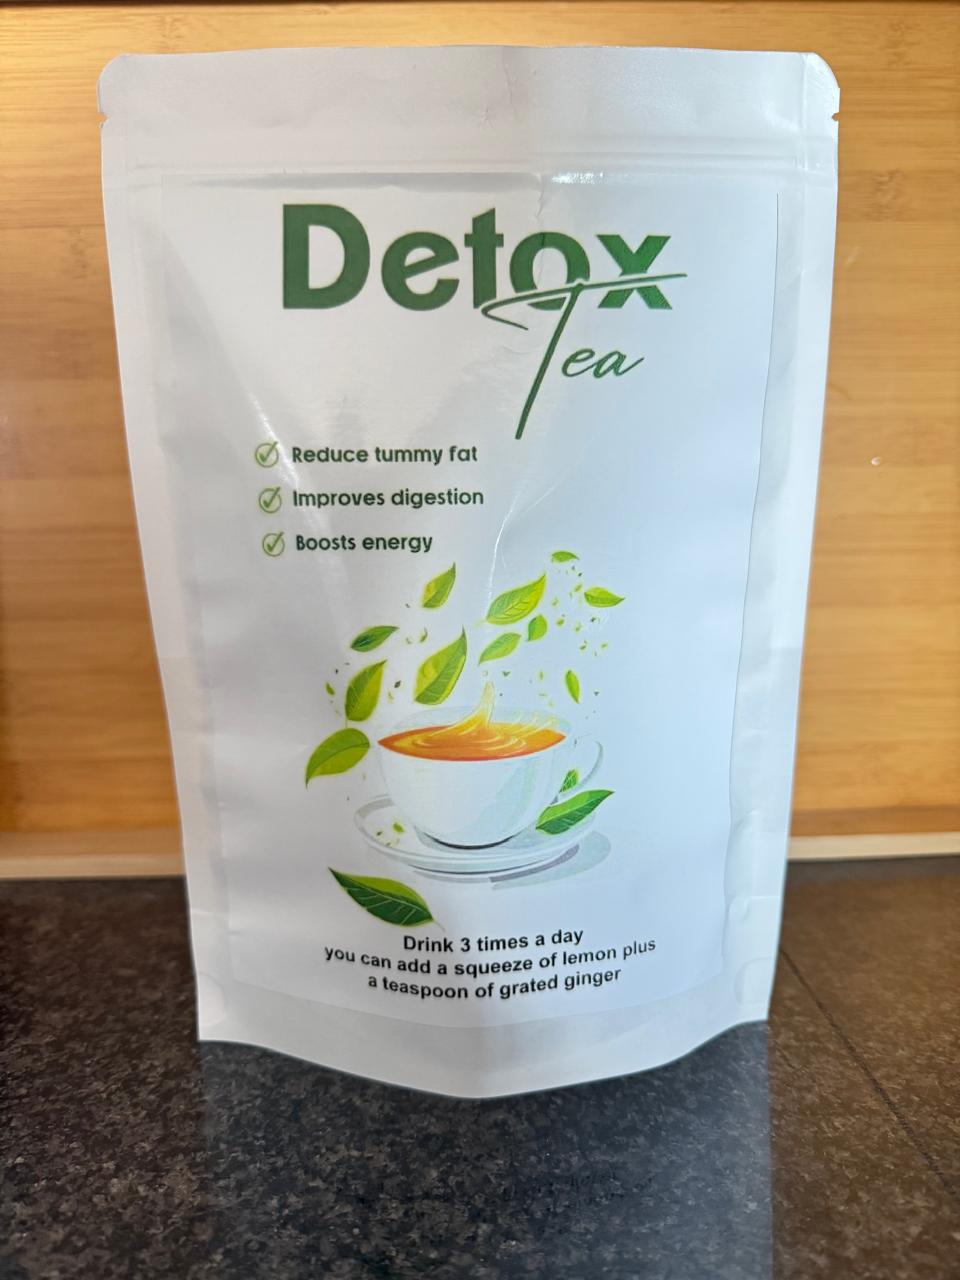 Detox
Tea
Reduce tummy fat
Improves digestion
Boosts energy
Drink 3 times a day
you can add a squeeze of lemon plus
a teaspoon of grated ginger